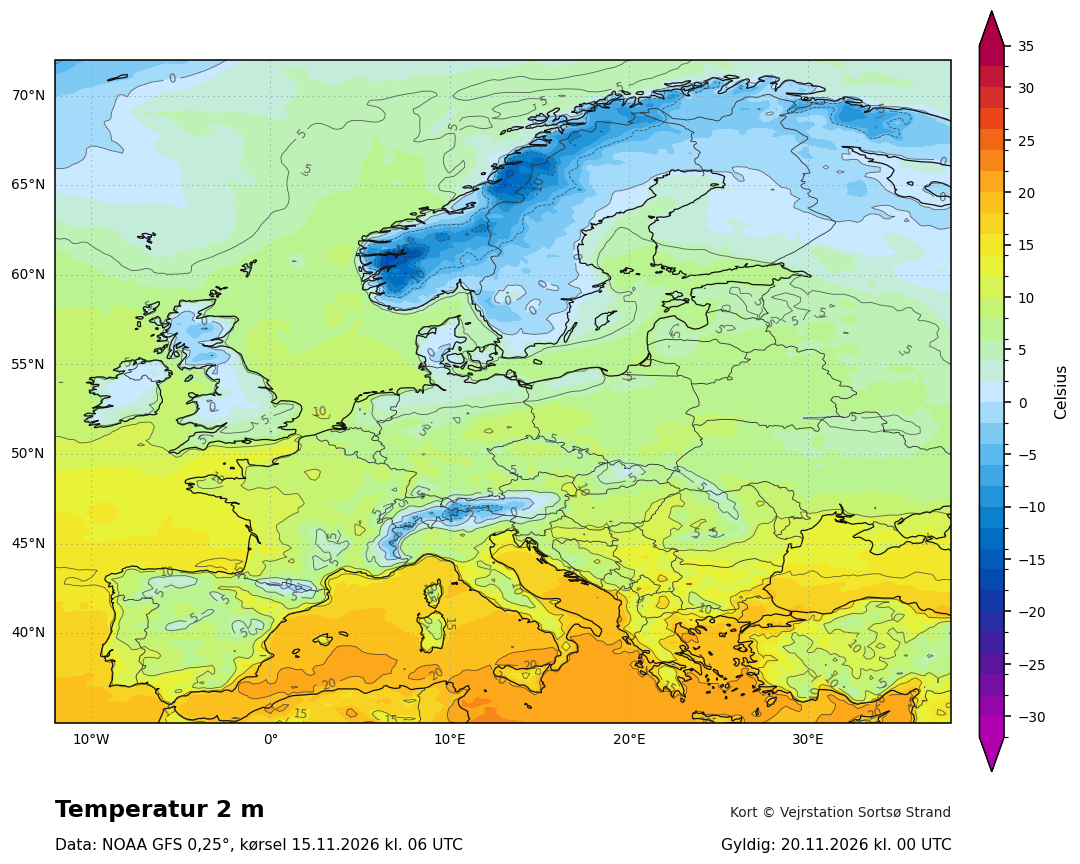 70°N
65°N
60°N
55°N
50°N
45°N
40°N
10°W
0°
10°E
20°E
30°E
35
30
25
20
15
10
5
0
−5
−10
−15
−20
−25
−30
Celsius
Temperatur 2 m
Kort © Vejrstation Sortsø Strand
Data: NOAA GFS 0,25°, kørsel 15.11.2026 kl. 06 UTC
Gyldig: 20.11.2026 kl. 00 UTC